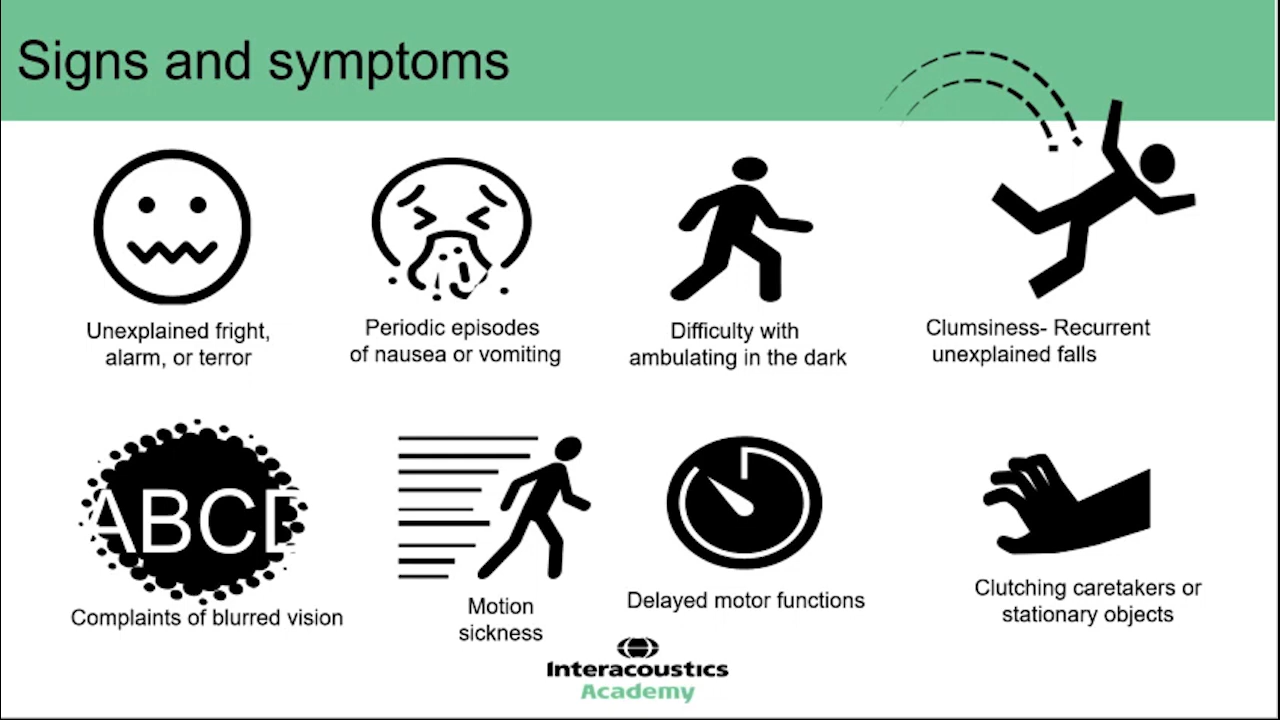 Signs and symptoms
Unexplained fright,
alarm, or terror
Periodic episodes
of nausea or vomiting
Difficulty with
ambulating in the dark
Clumsiness- Recurrent
unexplained falls
ABCD
Complaints of blurred vision
Motion
sickness
Delayed motor functions
Clutching caretakers or
stationary objects
Interacoustics
Academy